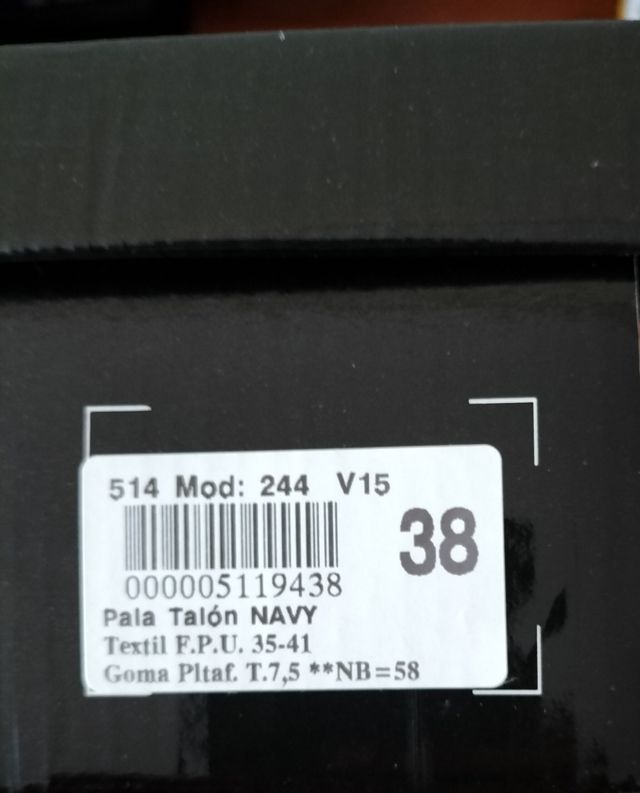 514 Mod: 244 V15
38
000005119438
Pala Talón NAVY
Textil F.P.U. 35-41
Goma Pltaf. T.7,5 **NB=58